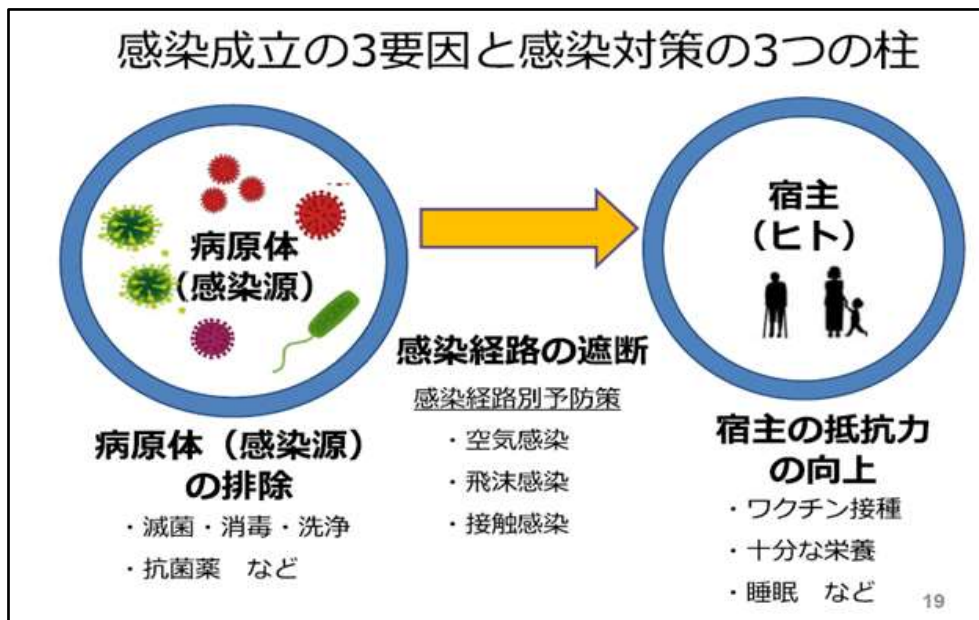 感染成立の3要因と感染対策の3つの柱
病原体
（感染源）
病原体（感染源）
の排除
・滅菌・消毒・洗浄
・抗菌薬　など
感染経路の遮断
感染経路別予防策
・空気感染
・飛沫感染
・接触感染
宿主
（ヒト）
宿主の抵抗力
の向上
・ワクチン接種
・十分な栄養
・睡眠　など
19